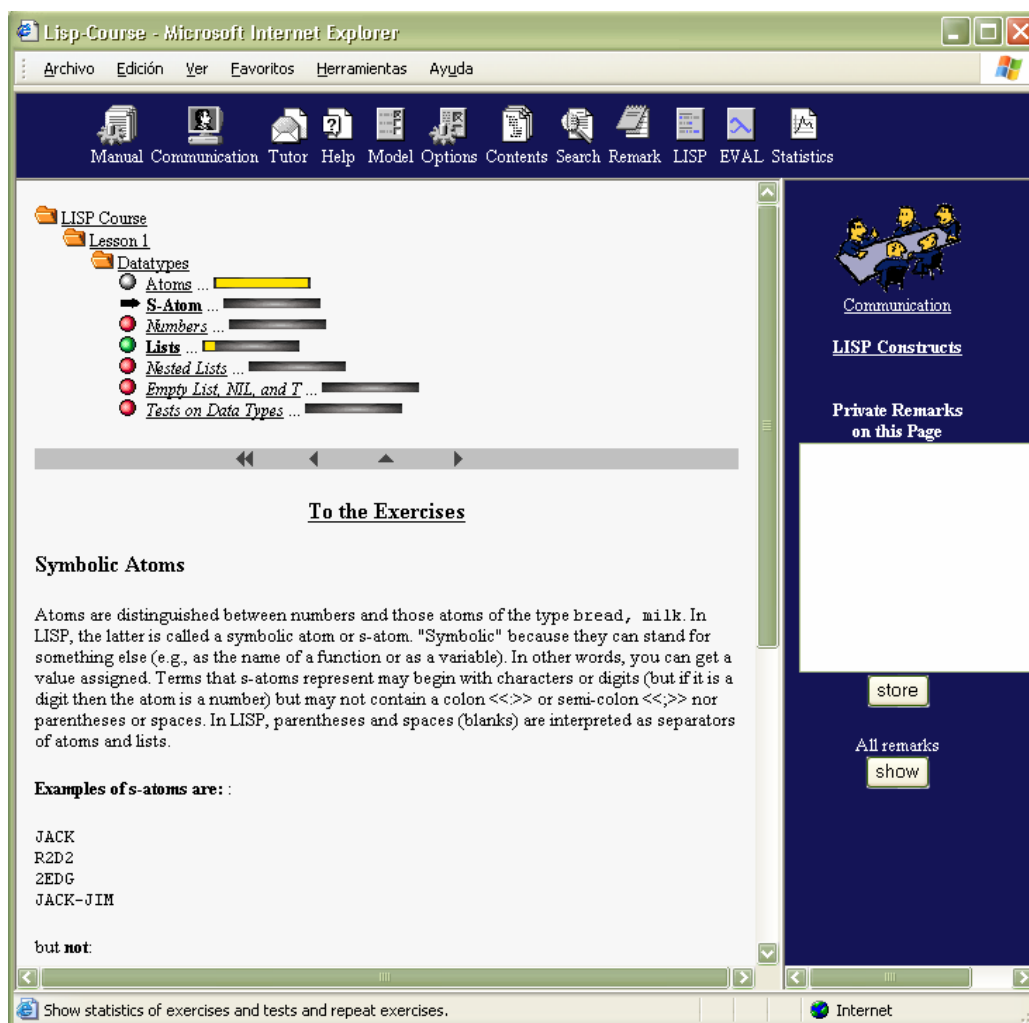 Lisp-Course - Microsoft Internet Explorer
Archivo Edición Ver Favoritos Herramientas Ayuda
Manual Communication Tutor Help Model Options Contents Search Remark LISP EVAL Statistics
LISP Course
Lesson 1
Datatypes
Atoms ...
S-Atom ...
Numbers ...
Lists ...
Nested Lists ...
Empty List, NIL, and T ...
Tests on Data Types ...
To the Exercises
Symbolic Atoms
Atoms are distinguished between numbers and those atoms of the type bread, milk. In
LISP, the latter is called a symbolic atom or s-atom. "Symbolic" because they can stand for
something else (e.g., as the name of a function or as a variable). In other words, you can get a
value assigned. Terms that s-atoms represent may begin with characters or digits (but if it is a
digit then the atom is a number) but may not contain a colon <<:>> or semi-colon <<;>> nor
parentheses or spaces. In LISP, parentheses and spaces (blanks) are interpreted as separators
of atoms and lists.
Examples of s-atoms are: :
JACK
R2D2
2EDG
JACK-JIM
but not:
Communication
LISP Constructs
Private Remarks
on this Page
store
All remarks
show
Show statistics of exercises and tests and repeat exercises.
Internet